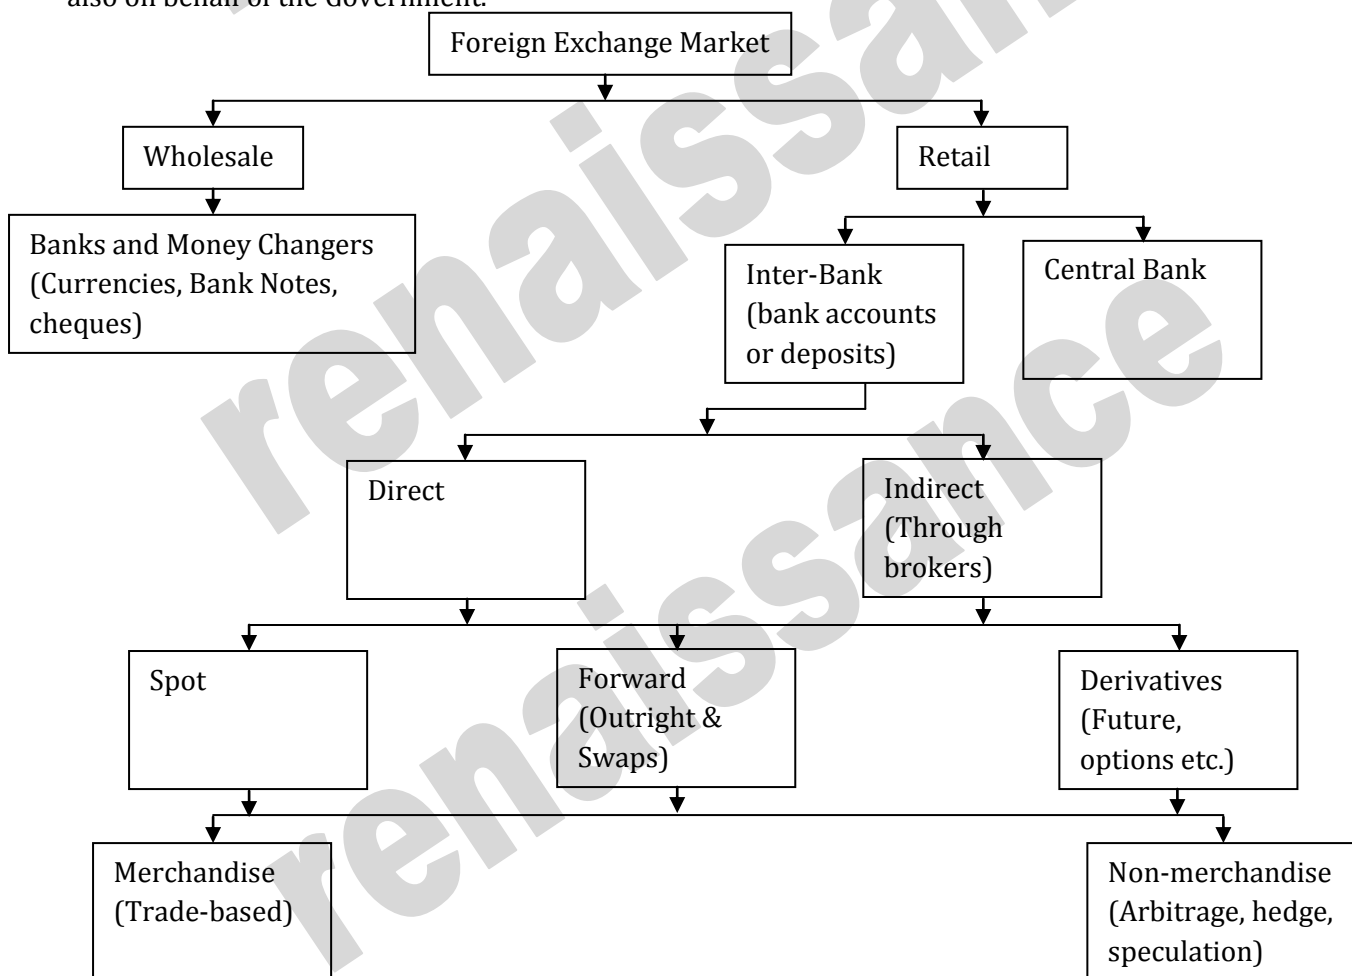 also on behalf of the Government.
Foreign Exchange Market
Wholesale
Retail
Banks and Money Changers
(Currencies, Bank Notes,
cheques)
Inter-Bank
(bank accounts
or deposits)
Central Bank
Direct
Indirect
(Through
brokers)
Spot
Forward
(Outright &
Swaps)
Derivatives
(Future,
options etc.)
Merchandise
(Trade-based)
Non-merchandise
(Arbitrage, hedge,
speculation)
renaissance
renaissance